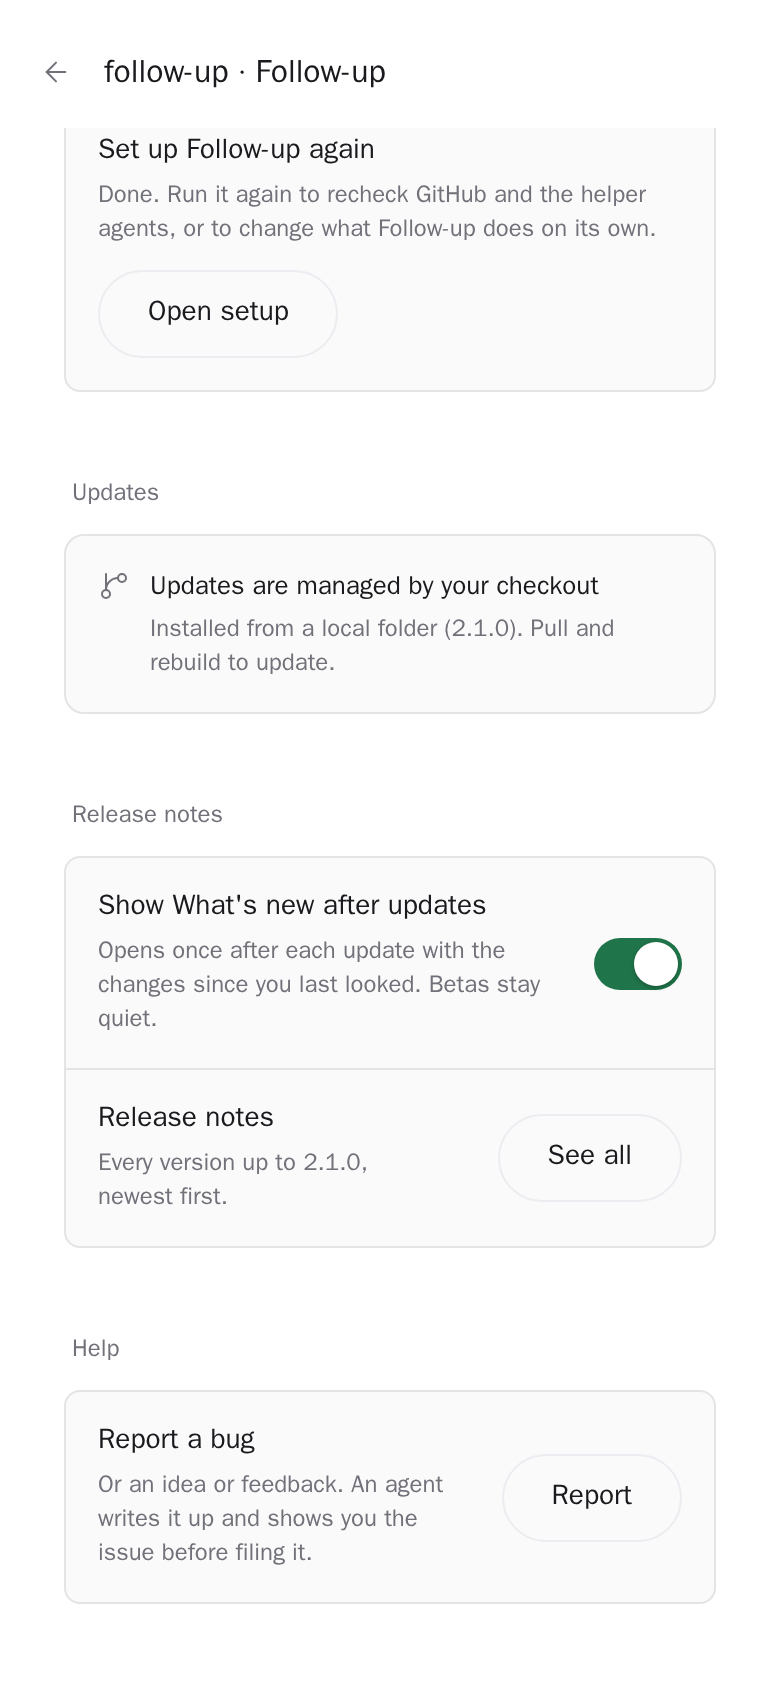 follow-up · Follow-up
Set up Follow-up again
Done. Run it again to recheck GitHub and the helper
agents, or to change what Follow-up does on its own.
Open setup
Updates
Updates are managed by your checkout
Installed from a local folder (2.1.0). Pull and
rebuild to update.
Release notes
Show What's new after updates
Opens once after each update with the
changes since you last looked. Betas stay
quiet.
Release notes
Every version up to 2.1.0,
newest first.
See all
Help
Report a bug
Or an idea or feedback. An agent
writes it up and shows you the
issue before filing it.
Report